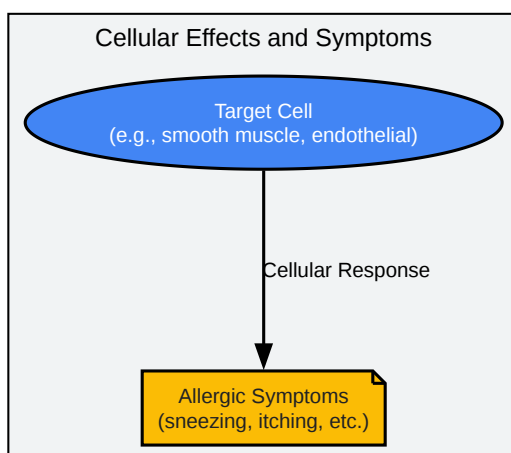 Cellular Effects and Symptoms
Target Cell
(e.g., smooth muscle, endothelial)
Cellular Response
Allergic Symptoms
(sneezing, itching, etc.)